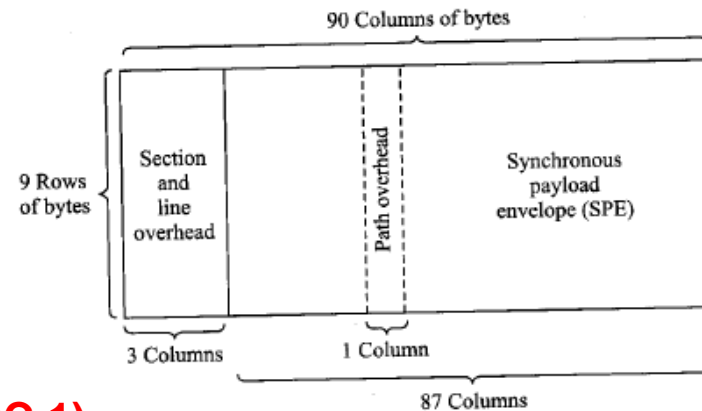 90 Columns of bytes
9 Rows
of bytes
Section
and
line
overhead
Path overhead
Synchronous
payload
envelope (SPE)
3 Columns
1 Column
87 Columns